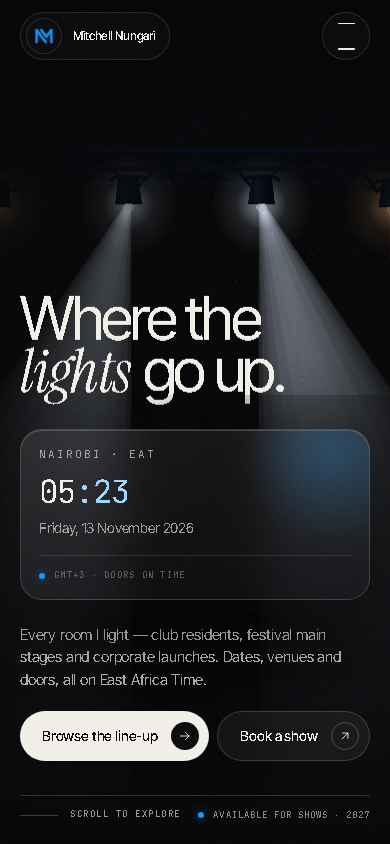 Mitchell Nungari
Where the
lights go up.
NAIROBI · EAT
05:23
Friday, 13 November 2026
GMT+3 · DOORS ON TIME
Every room I light — club residents, festival main
stages and corporate launches. Dates, venues and
doors, all on East Africa Time.
Browse the line-up
Book a show
SCROLL TO EXPLORE
AVAILABLE FOR SHOWS · 2027